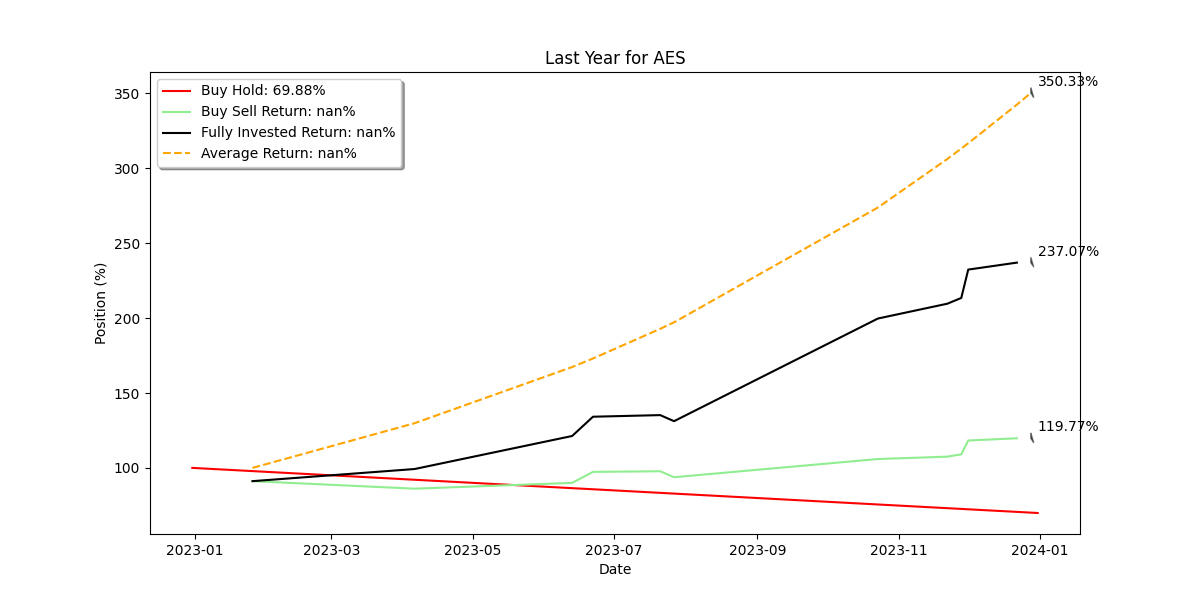 Last Year for AES
350.33%
350
Buy Hold: 69.88%
Buy Sell Return: nan%
Fully Invested Return: nan%
Average Return: nan%
300
250
237.07%
200
150
119.77%
100
Position (%)
2023-01 2023-03 2023-05 2023-07 2023-09 2023-11 2024-01
Date